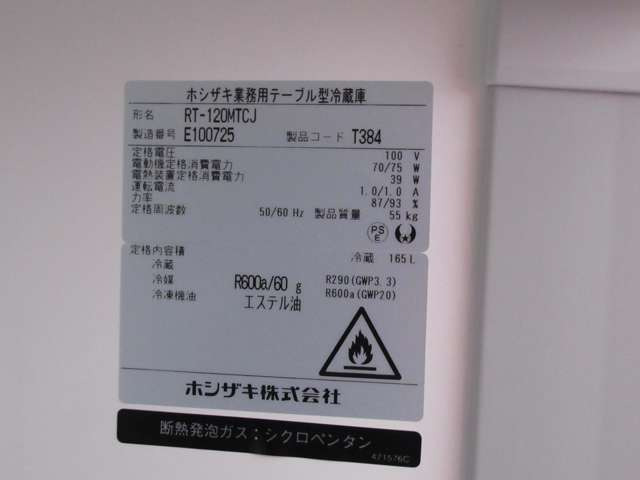 ホシザキ業務用テーブル型冷蔵庫
形名 RT-120MTCJ
製造番号 E100725 製品コード T384
定格電圧 100 V
電動機定格消費電力 70/75 W
電熱装置定格消費電力 39 W
運転電流 1.0/1.0 A
力率 87/93 %
定格周波数 50/60 Hz 製品質量 55 kg
PS
E
定格内容積 冷蔵 165 L
冷蔵
冷媒 R600a/60 g R290(GWP3.3)
冷凍機油 エステル油 R600a(GWP20)
ホシザキ株式会社
断熱発泡ガス:シクロペンタン
471576C